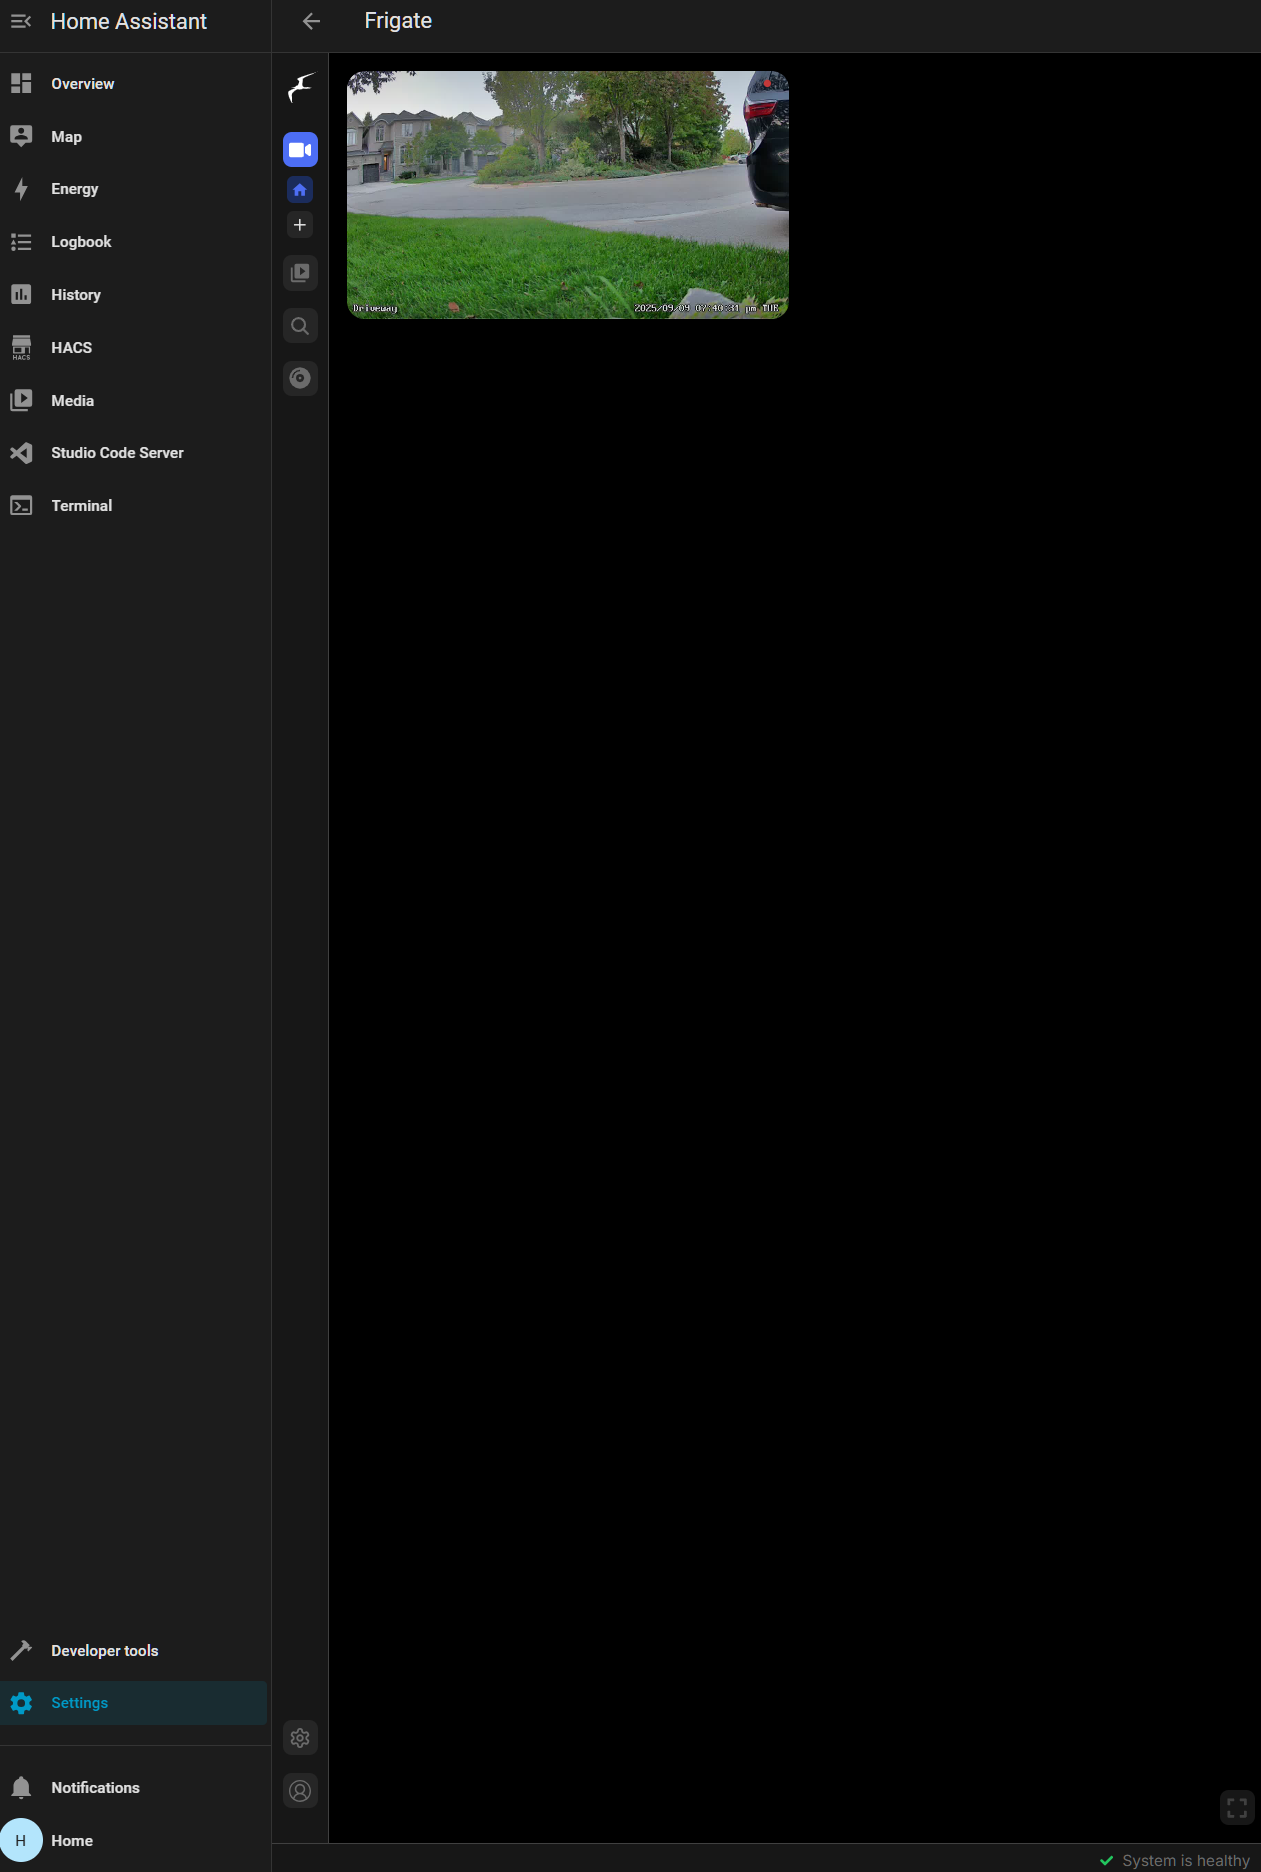 Home Assistant
Frigate
Overview
Map
Energy
Logbook
History
HACS
HACS
Media
Studio Code Server
Terminal
Driveway
2025/09/09 07:40:31 pm TUE
Developer tools
Settings
Notifications
H
Home
System is healthy